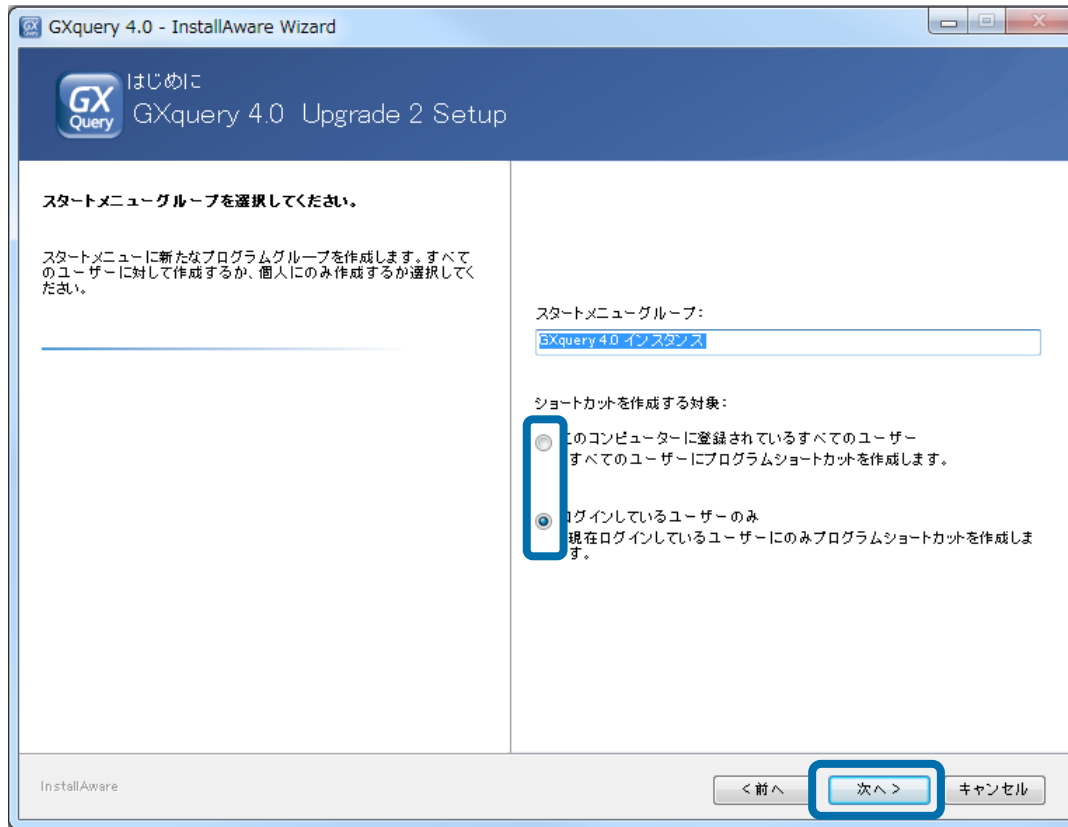 GXquery 4.0 - InstallAware Wizard
GX
Query
はじめに
GXquery 4.0 Upgrade 2 Setup
スタートメニューグループを選択してください。
スタートメニューに新たなプログラムグループを作成します。すべて
のユーザーに対して作成するか、個人にのみ作成するか選択してく
ださい。
スタートメニューグループ:
GXquery 4.0 インスタンス
ショートカットを作成する対象:
このコンピューターに登録されているすべてのユーザー
すべてのユーザーにプログラムショートカットを作成します。
ログインしているユーザーのみ
現在ログインしているユーザーにのみプログラムショートカットを作成しま
す。
InstallAware
<前へ
次へ>
キャンセル